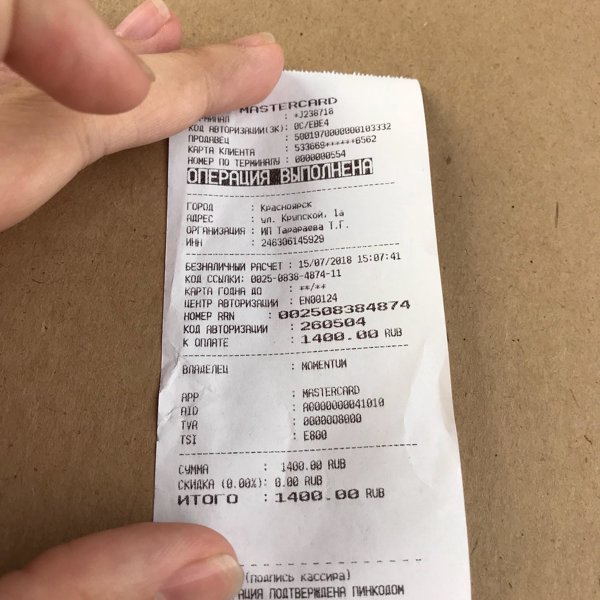 MASTERCARD
: *J238718
КОД АВТОРИЗАЦИИ(ЗК): 0C/EBE4
ПРОДАВЕЦ : 5001970000000103332
КАРТА КЛИЕНТА : 533669******6562
НОМЕР ПО ТЕРМИНАЛУ : 0000000554
ОПЕРАЦИЯ ВЫПОЛНЕНА
ГОРОД : Красноярск
АДРЕС : ул. Крупской, 1а
ОРГАНИЗАЦИЯ : ИП Тарараева Т.Г.
ИНН : 246306145929
БЕЗНАЛИЧНЫЙ РАСЧЕТ : 15/07/2018 15:07:41
КОД ССЫЛКИ: 0025-0838-4874-11
КАРТА ГОДНА ДО : **/**
ЦЕНТР АВТОРИЗАЦИИ : EN00124
НОМЕР RRN : 002508384874
КОД АВТОРИЗАЦИИ : 260504
К ОПЛАТЕ : 1400.00 RUB
ВЛАДЕЛЕЦ : MOMENTUM
APP : MASTERCARD
AID : A0000000041010
TVR : 0000008000
TSI : E800
СУММА : 1400.00 RUB
СКИДКА (0.00%): 0.00 RUB
ИТОГО : 1400.00 RUB
(подпись кассира)
ПОДТВЕРЖДЕНА ПИНКОДОМ